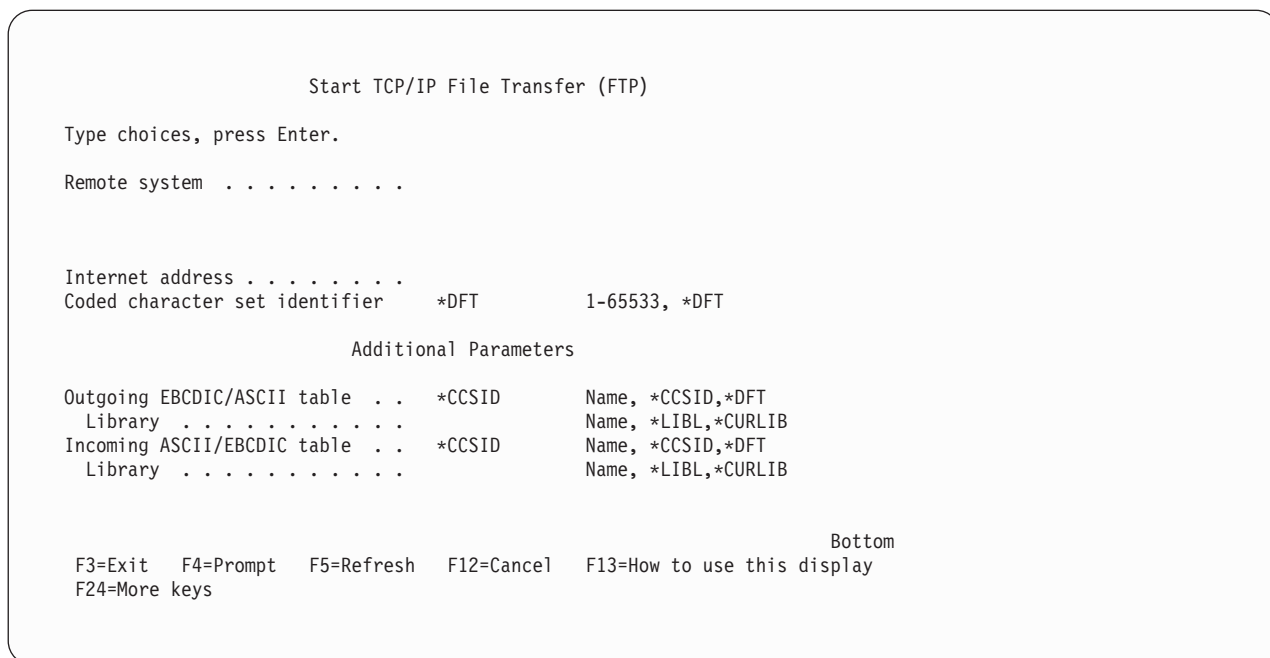 Start TCP/IP File Transfer (FTP)
Type choices, press Enter.
Remote system . . . . . . . . .
Internet address . . . . . . . .
Coded character set identifier *DFT 1-65533, *DFT
Additional Parameters
Outgoing EBCDIC/ASCII table . . *CCSID Name, *CCSID,*DFT
Library . . . . . . . . . . . Name, *LIBL,*CURLIB
Incoming ASCII/EBCDIC table . . *CCSID Name, *CCSID,*DFT
Library . . . . . . . . . . . Name, *LIBL,*CURLIB
Bottom
F3=Exit F4=Prompt F5=Refresh F12=Cancel F13=How to use this display
F24=More keys